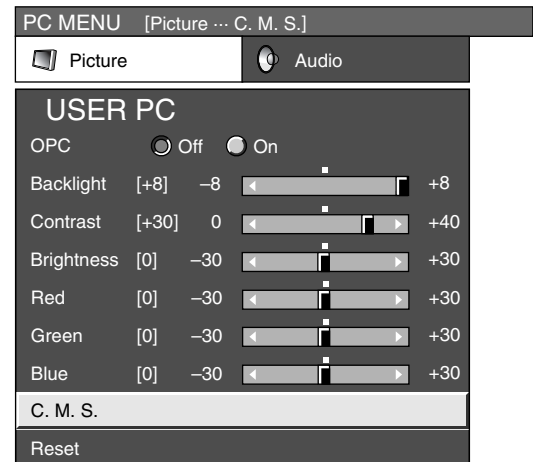 PC MENU [Picture ··· C. M. S.]
Picture Audio
USER PC
OPC Off On
Backlight [+8] –8 +8
Contrast [+30] 0 +40
Brightness [0] –30 +30
Red [0] –30 +30
Green [0] –30 +30
Blue [0] –30 +30
C. M. S.
Reset